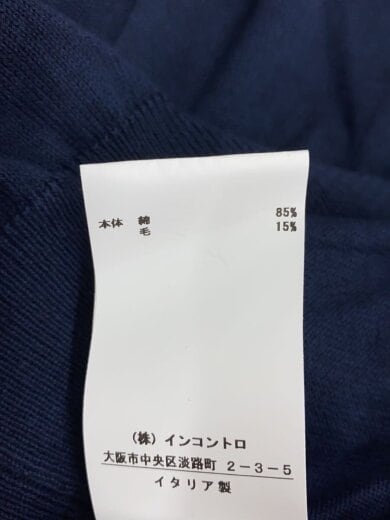 本体 綿 85%
毛 15%
(株) インコントロ
大阪市中央区淡路町 2-3-5
イタリア製